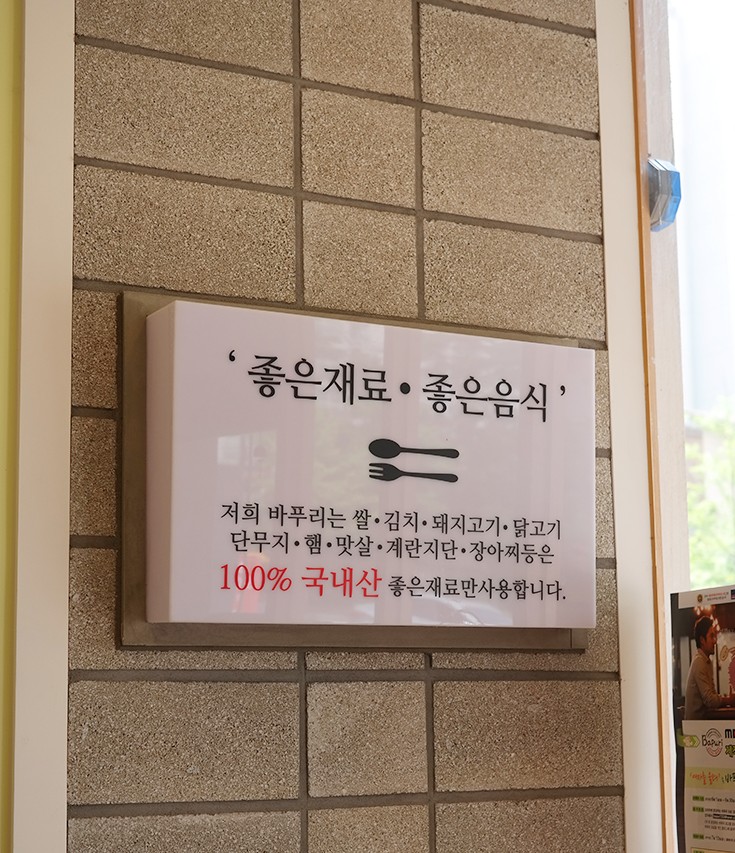 ‘ 좋은재료•좋은음식 ’
저희 바푸리는 쌀•김치•돼지고기•닭고기
단무지•햄•맛살•계란지단•장아찌등은
100% 국내산 좋은재료만사용합니다.
Bapuri